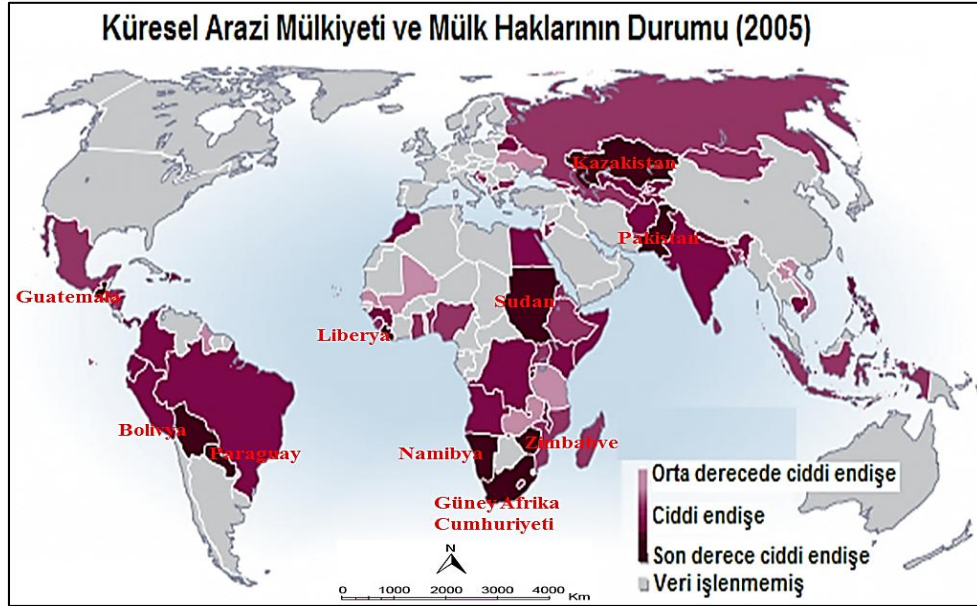 Küresel Arazi Mülkiyeti ve Mülk Haklarının Durumu (2005)
Kazakistan
Pakistan
Guatemala
Sudan
Liberya
Bolivya
Paraguay
Namibya
Zimbabve
Güney Afrika
Cumhuriyeti
Orta derecede ciddi endişe
Ciddi endişe
Son derece ciddi endişe
Veri işlenmemiş
N
0 1000 2000 3000 4000
Km